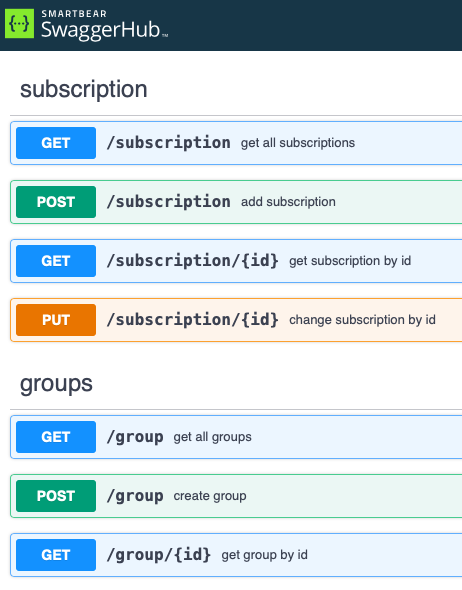 SMARTBEAR
{···} SwaggerHub™
subscription
GET /subscription get all subscriptions
POST /subscription add subscription
GET /subscription/{id} get subscription by id
PUT /subscription/{id} change subscription by id
groups
GET /group get all groups
POST /group create group
GET /group/{id} get group by id